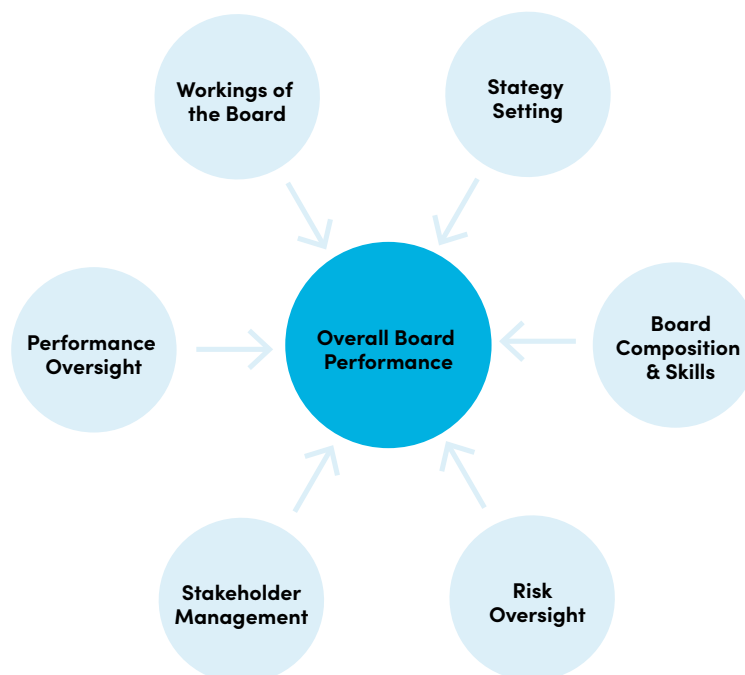 Workings of
the Board
Stategy
Setting
Performance
Oversight
Overall Board
Performance
Board
Composition
& Skills
Stakeholder
Management
Risk
Oversight